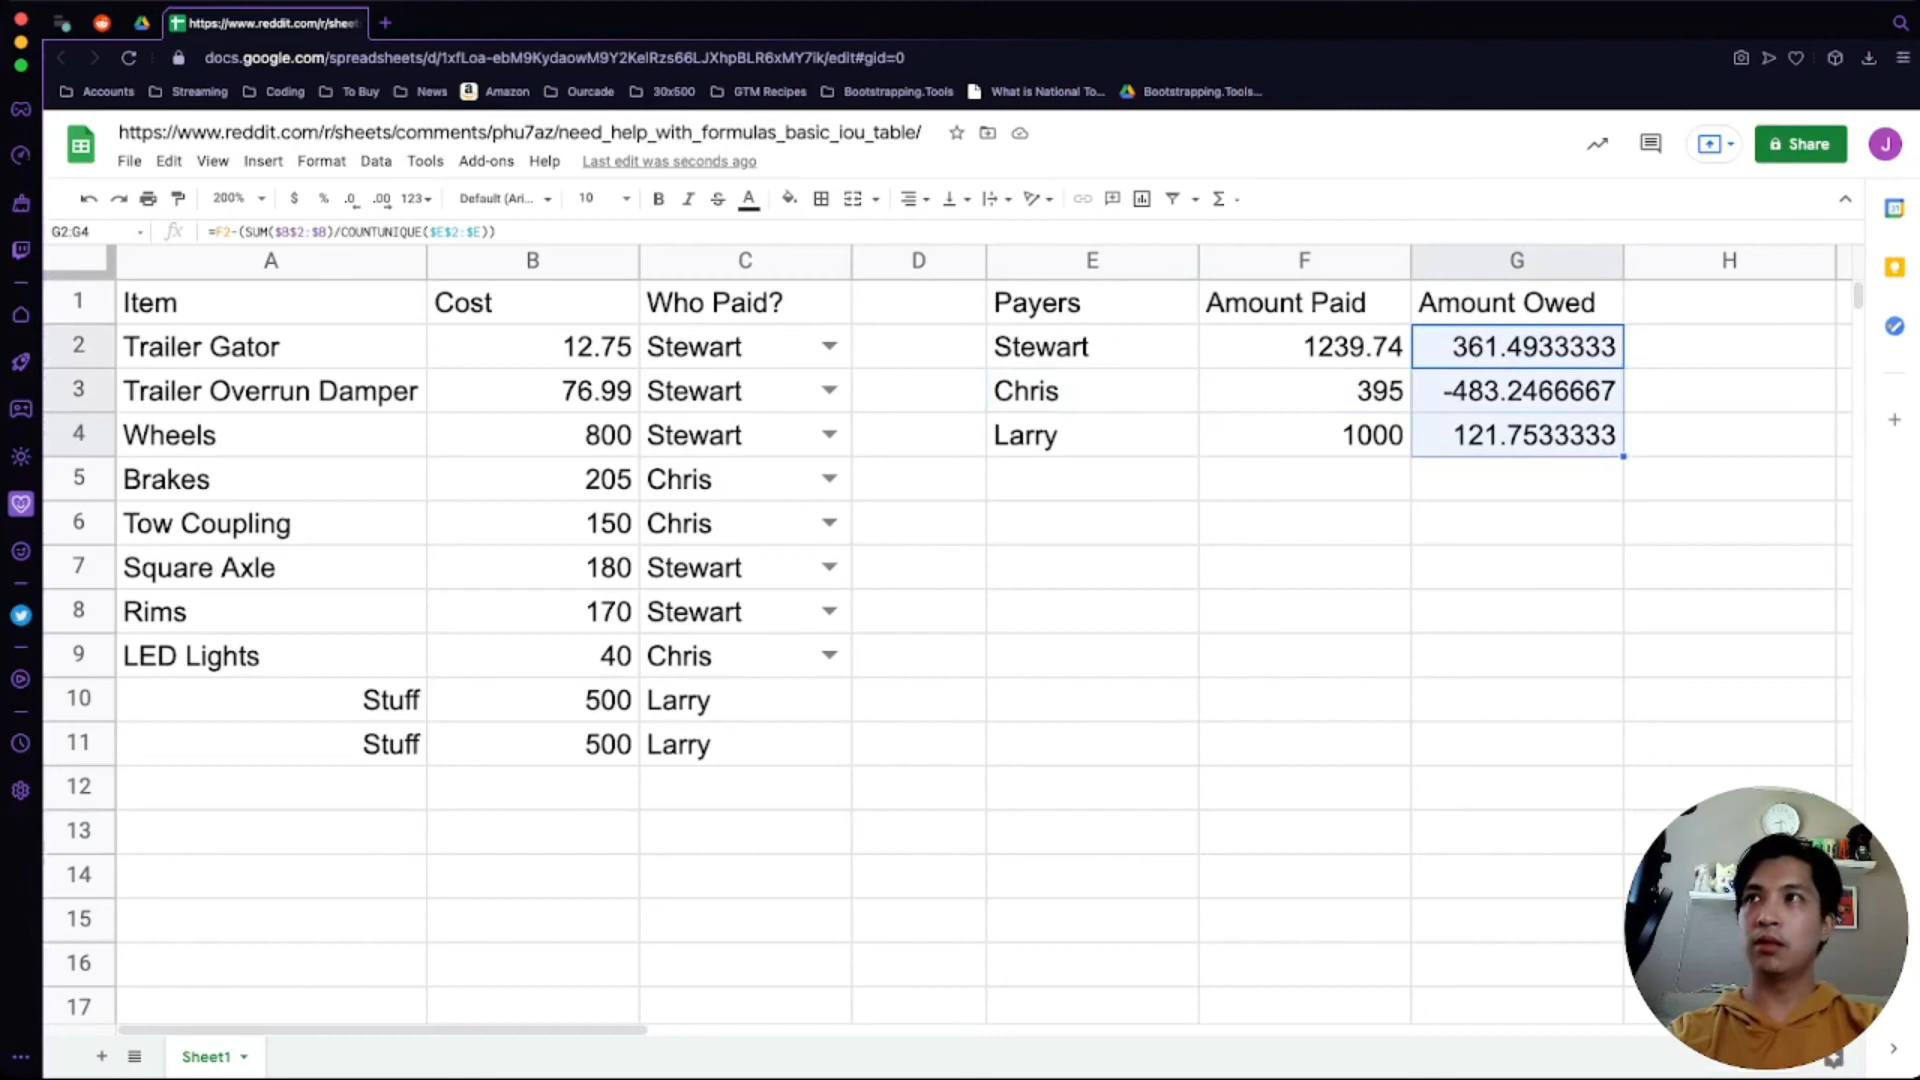 https://www.reddit.com/r/shee
docs.google.com/spreadsheets/d/1xfLoa-ebM9KydaowM9Y2KelRzs66LJXhpBLR6xMY7ik/edit#gid=0
Accounts Streaming Coding To Buy News Amazon Ourcade 30x500 GTM Recipes Bootstrapping.Tools What is National To... Bootstrapping.Tools...
https://www.reddit.com/r/sheets/comments/phu7az/need_help_with_formulas_basic_iou_table/
Share J
File Edit View Insert Format Data Tools Add-ons Help Last edit was seconds ago
200% $ % .0 .00 123 Default (Ari... 10 B I S A Σ
G2:G4 fx =F2-(SUM($B$2:$B)/COUNTUNIQUE($E$2:$E))
A B C D E F G H
1 Item Cost Who Paid? Payers Amount Paid Amount Owed
2 Trailer Gator 12.75 Stewart Stewart 1239.74 361.4933333
3 Trailer Overrun Damper 76.99 Stewart Chris 395 -483.2466667
4 Wheels 800 Stewart Larry 1000 121.7533333
5 Brakes 205 Chris
6 Tow Coupling 150 Chris
7 Square Axle 180 Stewart
8 Rims 170 Stewart
9 LED Lights 40 Chris
10 Stuff 500 Larry
11 Stuff 500 Larry
12
13
14
15
16
17
Sheet1